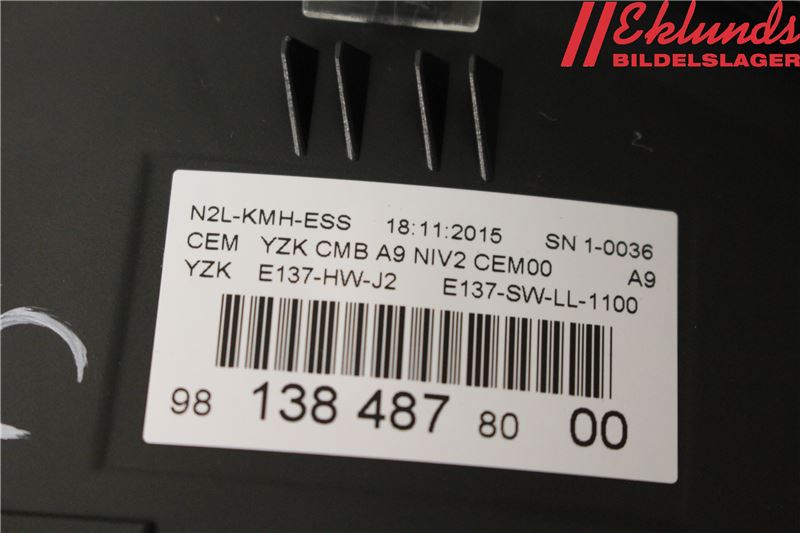 Eklunds
BILDELSLAGER
N2L-KMH-ESS 18:11:2015 SN 1-0036
CEM YZK CMB A9 NIV2 CEM00 A9
YZK E137-HW-J2 E137-SW-LL-1100
98 138 487 80 00